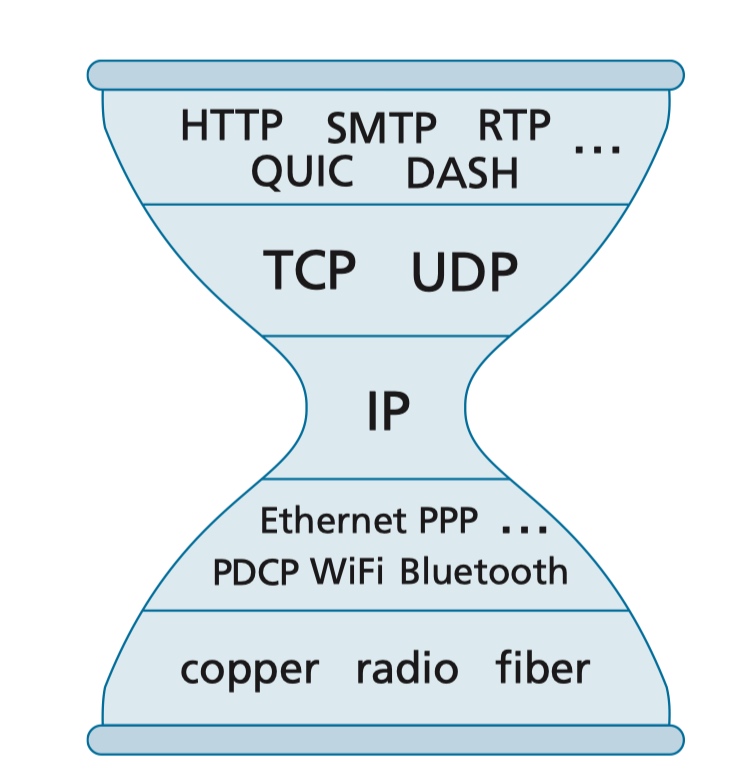 HTTP SMTP RTP ...
QUIC DASH
TCP UDP
IP
Ethernet PPP ...
PDCP WiFi Bluetooth
copper radio fiber